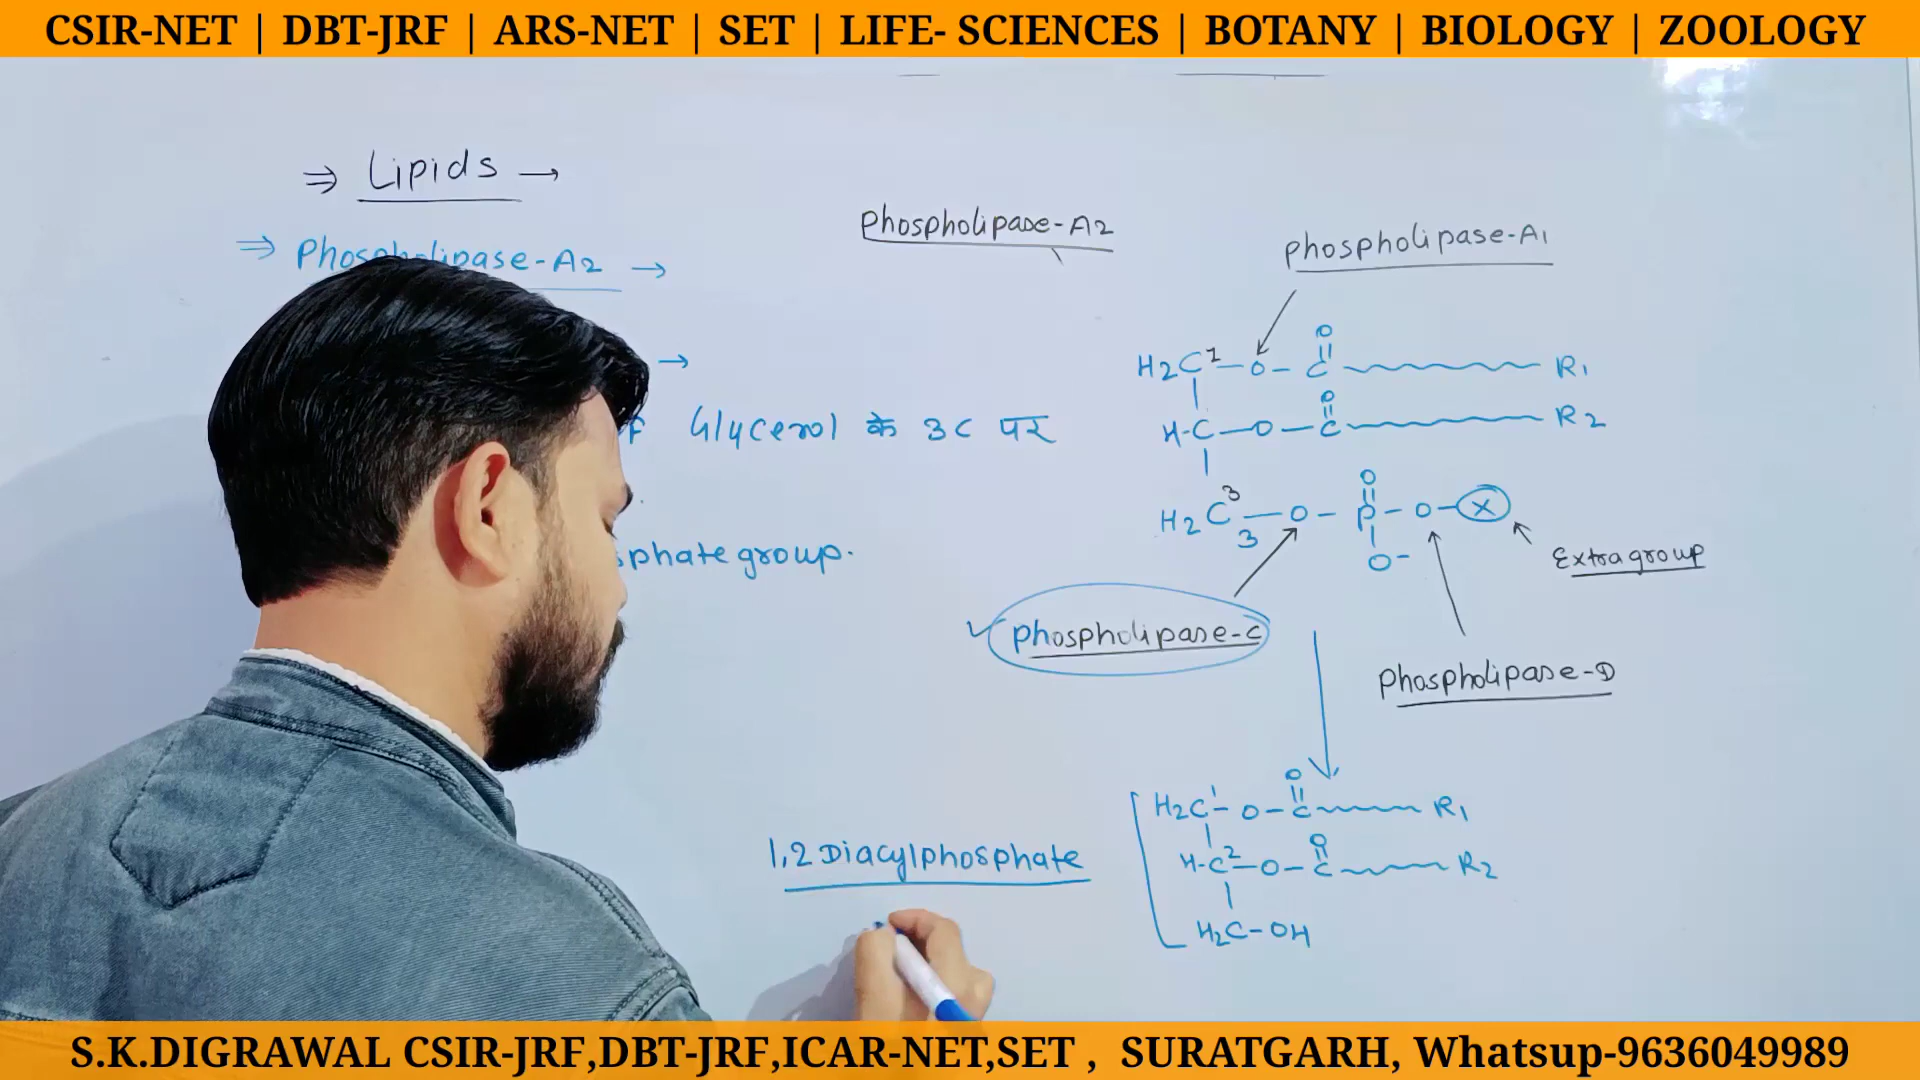 CSIR-NET | DBT-JRF | ARS-NET | SET | LIFE- SCIENCES | BOTANY | BIOLOGY | ZOOLOGY
⇒ Lipids →
⇒ Phospholipase-A2 →
→
Glycerol के 3C पर
phate group.
Phospholipase-A2
Phospholipase-A1
H2C1-O-C R1
O
H-C-O-C R2
O
H2C3-O-P-O-X
3
O
O-
Extra group
✓ Phospholipase-C
Phospholipase-D
1,2 Diacylphosphate
O
H2C1-O-C R1
O
H-C2-O-C R2
H2C-OH
S.K.DIGRAWAL CSIR-JRF,DBT-JRF,ICAR-NET,SET , SURATGARH, Whatsup-9636049989